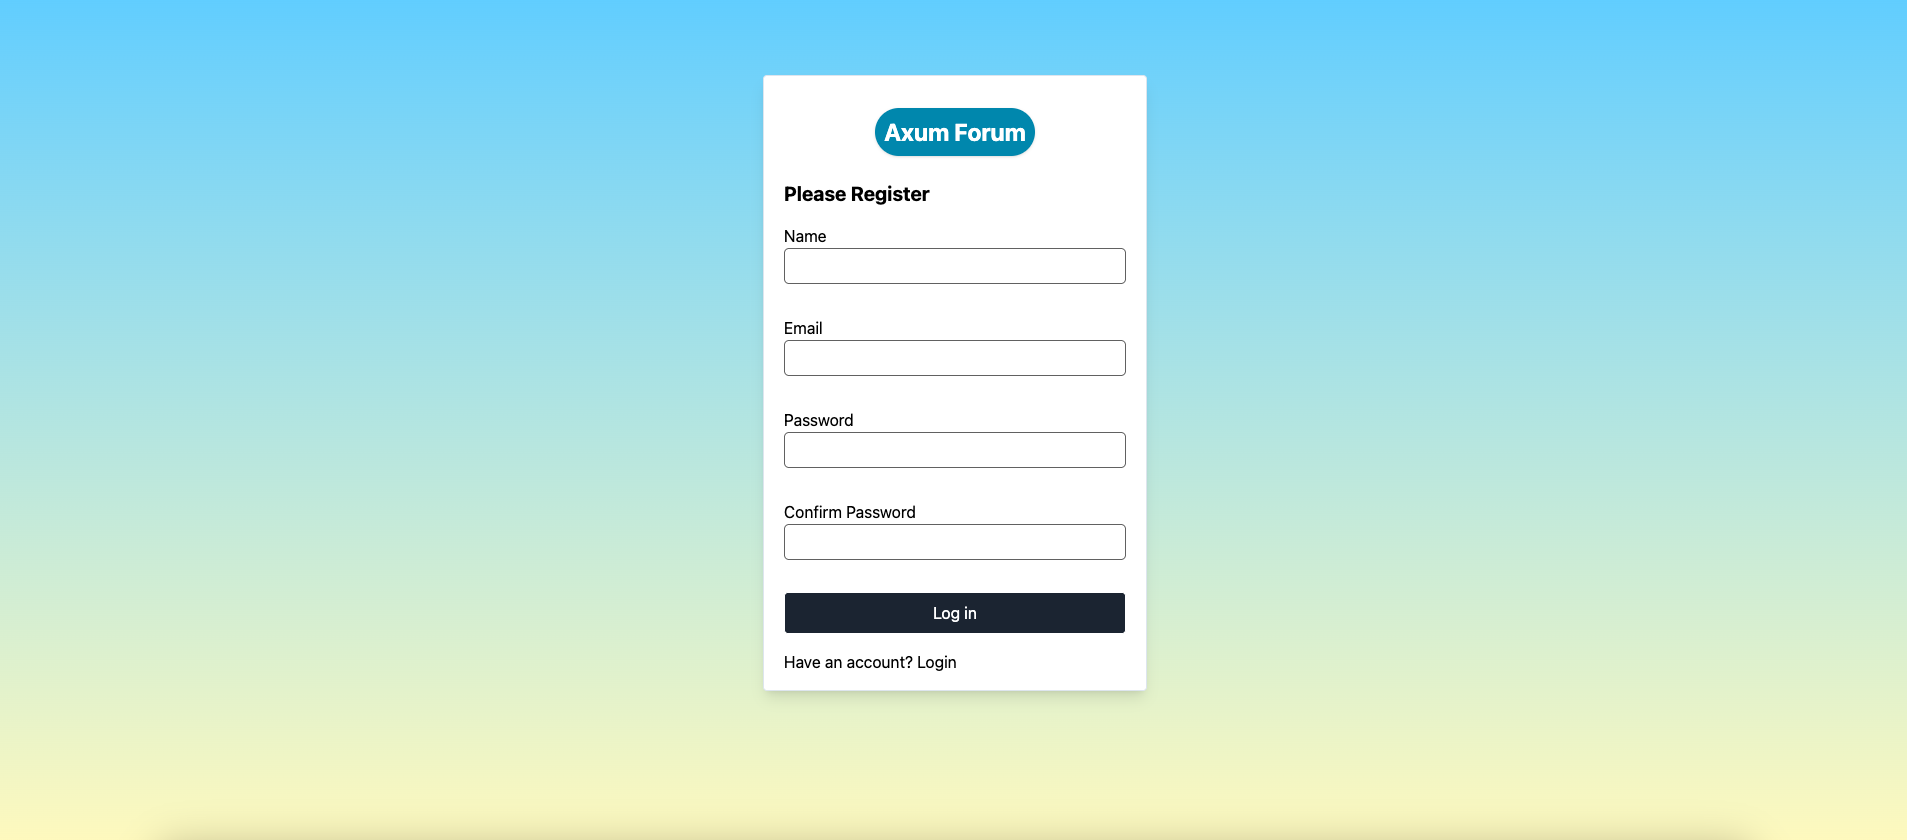 Axum Forum
Please Register
Name
Email
Password
Confirm Password
Log in
Have an account? Login